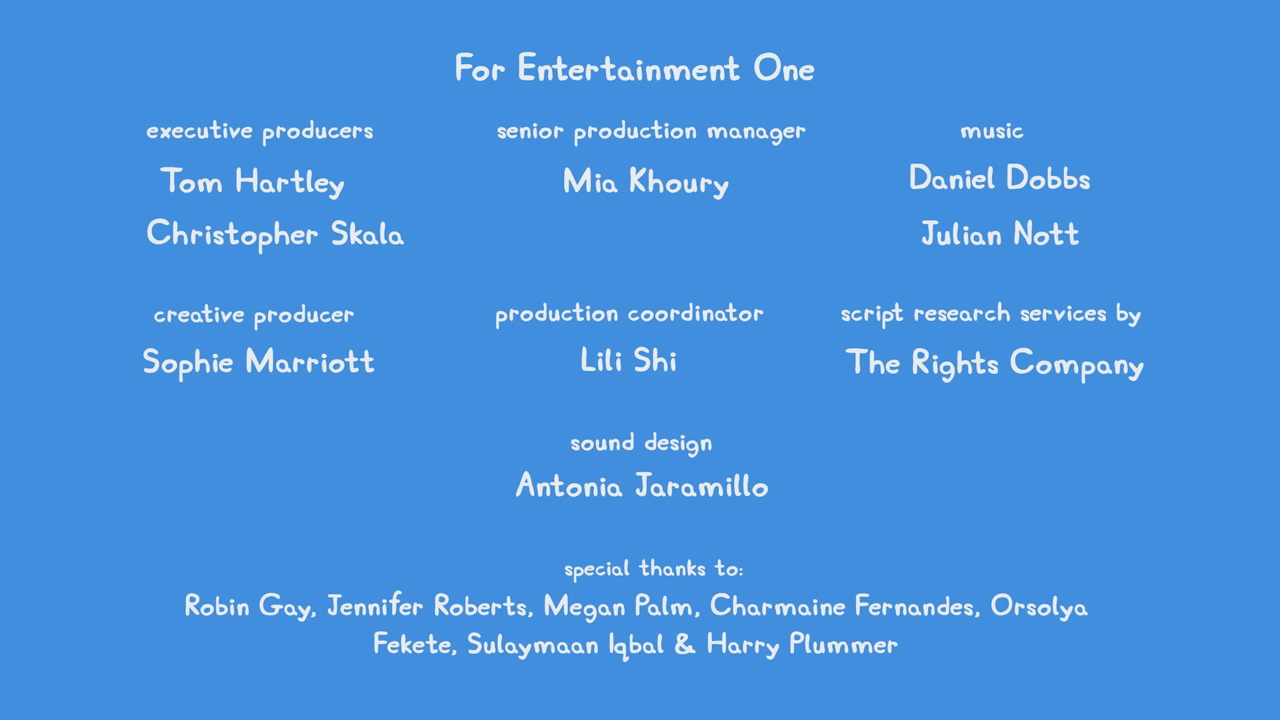 For Entertainment One
executive producers
Tom Hartley
Christopher Skala
senior production manager
Mia Khoury
music
Daniel Dobbs
Julian Nott
creative producer
Sophie Marriott
production coordinator
Lili Shi
script research services by
The Rights Company
sound design
Antonia Jaramillo
special thanks to:
Robin Gay, Jennifer Roberts, Megan Palm, Charmaine Fernandes, Orsolya
Fekete, Sulaymaan Iqbal & Harry Plummer